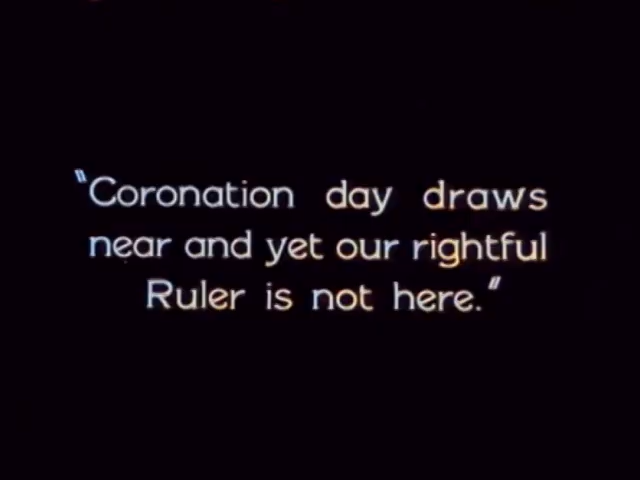 "Coronation day draws
near and yet our rightful
Ruler is not here."